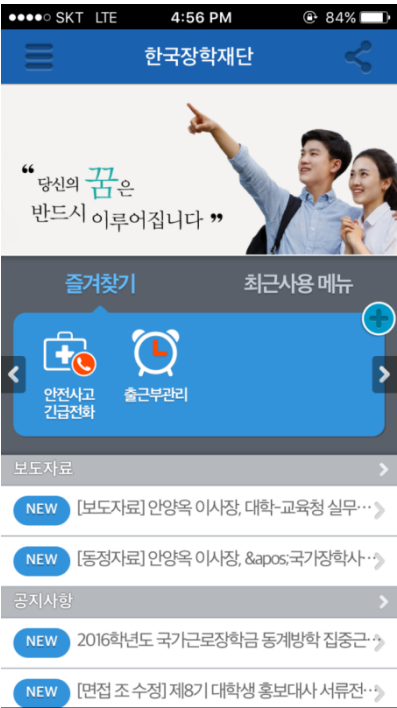 SKT LTE 4:56 PM 84%
한국장학재단
“ 당신의 꿈은
반드시 이루어집니다 ”
즐겨찾기 최근사용 메뉴
안전사고
긴급전화
출근부관리
보도자료
NEW [보도자료] 안양옥 이사장, 대학-교육청 실무…
NEW [동정자료] 안양옥 이사장, &apos;국가장학사…
공지사항
NEW 2016학년도 국가근로장학금 동계방학 집중근…
NEW [면접 조 수정] 제8기 대학생 홍보대사 서류전…